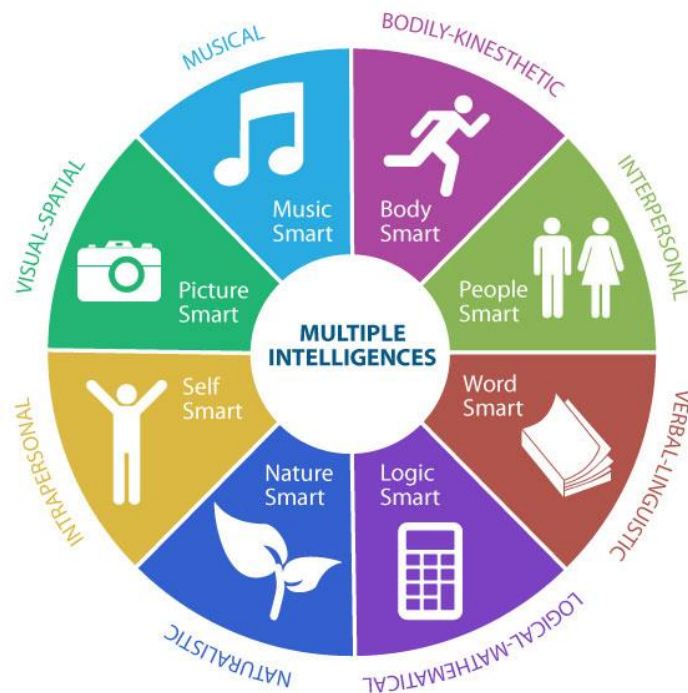 MUSICAL
BODILY-KINESTHETIC
Music
Smart
Body
Smart
VISUAL-SPATIAL
INTERPERSONAL
Picture
Smart
People
Smart
MULTIPLE
INTELLIGENCES
Self
Smart
Word
Smart
INTRAPERSONAL
VERBAL-LINGUISTIC
Nature
Smart
Logic
Smart
NATURALISTIC
LOGICAL-MATHEMATICAL